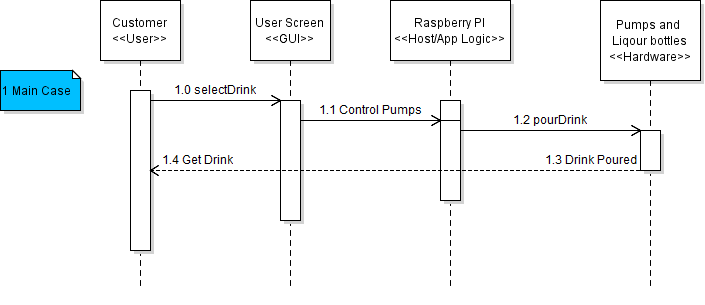 Customer
<<User>>
User Screen
<<GUI>>
Raspberry PI
<<Host/App Logic>>
Pumps and
Liqour bottles
<<Hardware>>
1 Main Case
1.0 selectDrink
1.1 Control Pumps
1.2 pourDrink
1.4 Get Drink
1.3 Drink Poured